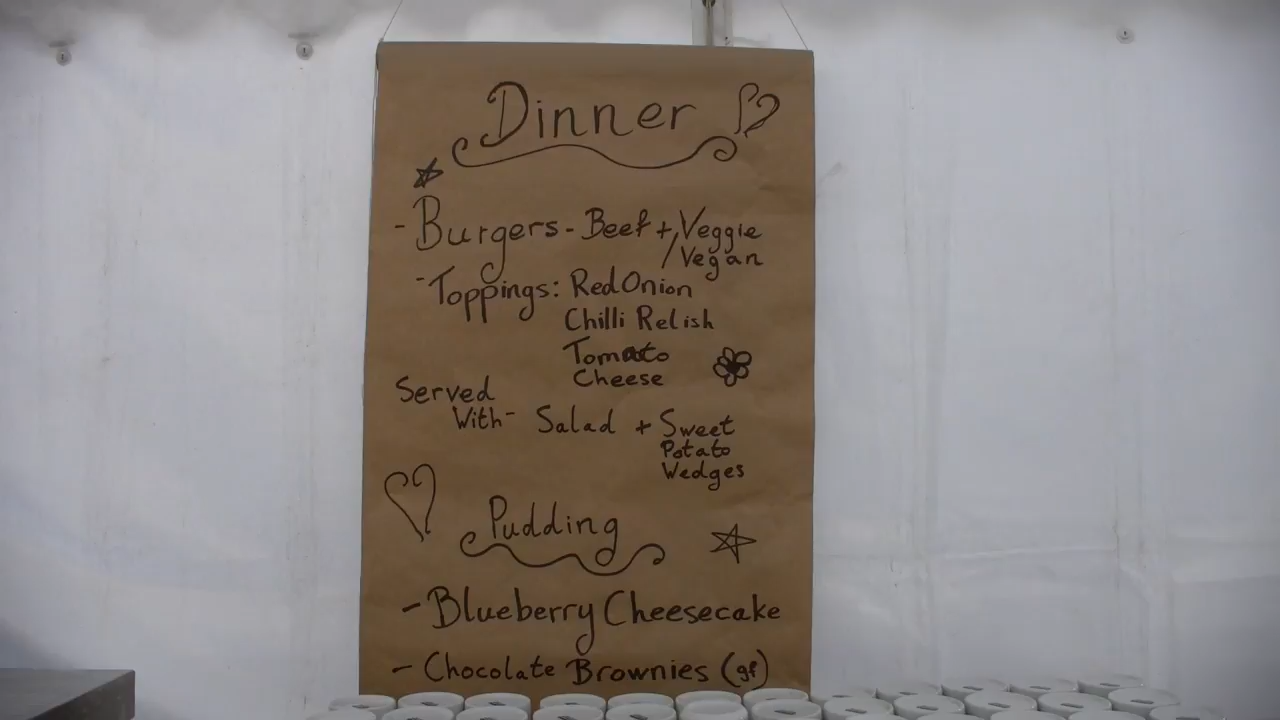 Dinner
- Burgers - Beef + Veggie
/ Vegan
- Toppings: Red Onion
Chilli Relish
Tomato
Cheese
Served
With - Salad + Sweet
Potato
Wedges
Pudding
- Blueberry Cheesecake
- Chocolate Brownies (gf)